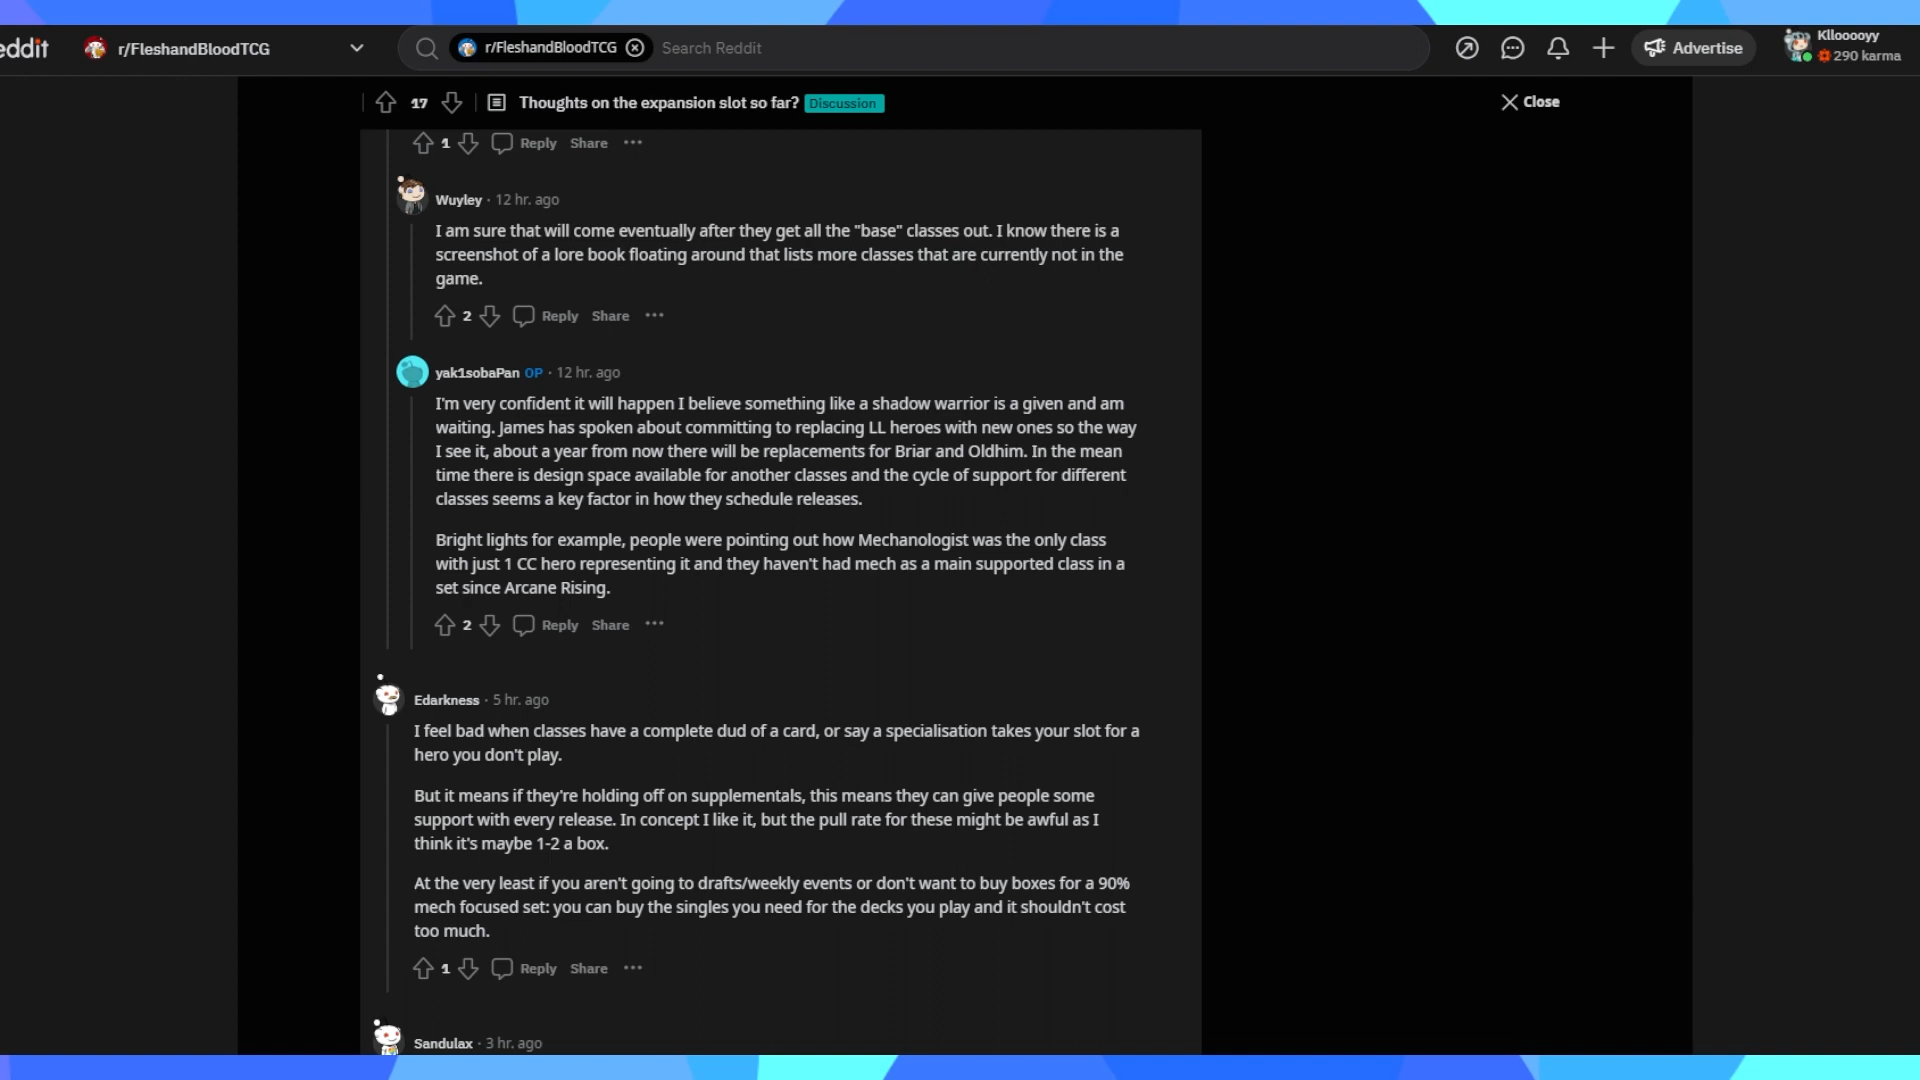 eddit r/FleshandBloodTCG r/FleshandBloodTCG Search Reddit Advertise Kllooooyy
290 karma
17 Thoughts on the expansion slot so far? Discussion Close
1 Reply Share
Wuyley · 12 hr. ago
I am sure that will come eventually after they get all the "base" classes out. I know there is a
screenshot of a lore book floating around that lists more classes that are currently not in the
game.
2 Reply Share
yak1sobaPan OP · 12 hr. ago
I'm very confident it will happen I believe something like a shadow warrior is a given and am
waiting. James has spoken about committing to replacing LL heroes with new ones so the way
I see it, about a year from now there will be replacements for Briar and Oldhim. In the mean
time there is design space available for another classes and the cycle of support for different
classes seems a key factor in how they schedule releases.
Bright lights for example, people were pointing out how Mechanologist was the only class
with just 1 CC hero representing it and they haven't had mech as a main supported class in a
set since Arcane Rising.
2 Reply Share
Edarkness · 5 hr. ago
I feel bad when classes have a complete dud of a card, or say a specialisation takes your slot for a
hero you don't play.
But it means if they're holding off on supplementals, this means they can give people some
support with every release. In concept I like it, but the pull rate for these might be awful as I
think it's maybe 1-2 a box.
At the very least if you aren't going to drafts/weekly events or don't want to buy boxes for a 90%
mech focused set: you can buy the singles you need for the decks you play and it shouldn't cost
too much.
1 Reply Share
Sandulax · 3 hr. ago